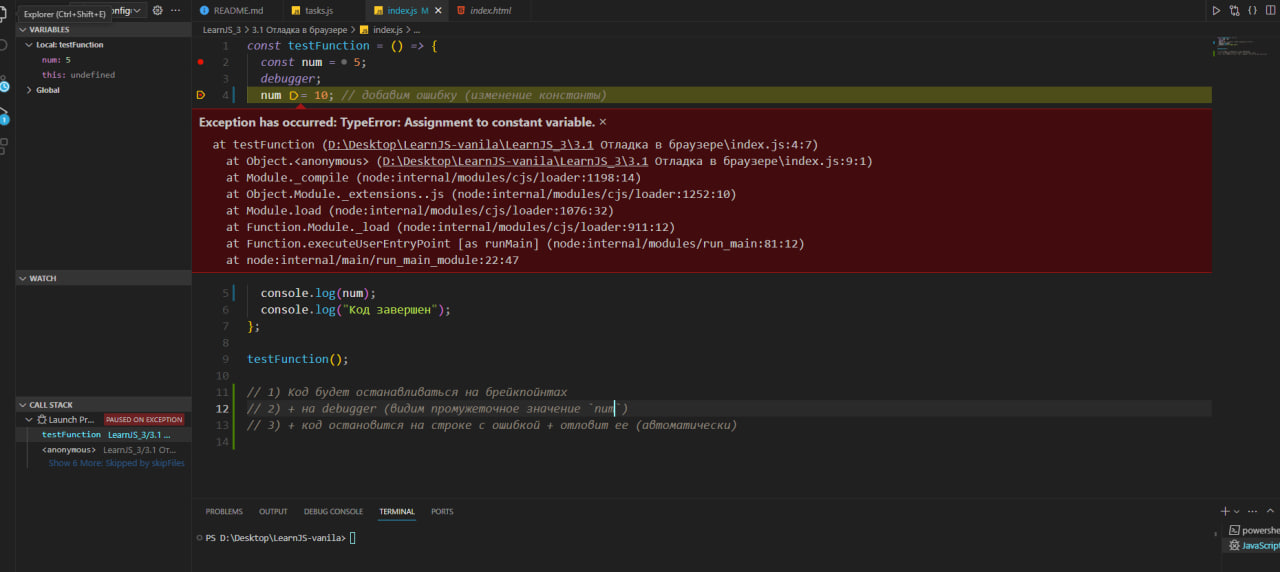 Explorer (Ctrl+Shift+E)
onfig
README.md
tasks.js
index.js M
index.html
VARIABLES
LearnJS_3 > 3.1 Отладка в браузере > index.js > ...
Local: testFunction
num: 5
this: undefined
Global
1 const testFunction = () => {
2 const num = 5;
3 debugger;
4 num = 10; // добавим ошибку (изменение константы)
Exception has occurred: TypeError: Assignment to constant variable.
at testFunction (D:\Desktop\LearnJS-vanila\LearnJS_3\3.1 Отладка в браузере\index.js:4:7)
at Object.<anonymous> (D:\Desktop\LearnJS-vanila\LearnJS_3\3.1 Отладка в браузере\index.js:9:1)
at Module._compile (node:internal/modules/cjs/loader:1198:14)
at Object.Module._extensions..js (node:internal/modules/cjs/loader:1252:10)
at Module.load (node:internal/modules/cjs/loader:1076:32)
at Function.Module._load (node:internal/modules/cjs/loader:911:12)
at Function.executeUserEntryPoint [as runMain] (node:internal/modules/run_main:81:12)
at node:internal/main/run_main_module:22:47
WATCH
5 console.log(num);
6 console.log("Код завершен");
7 };
8
9 testFunction();
10
11 // 1) Код будет останавливаться на брейкпойнтах
12 // 2) + на debugger (видим промужеточное значение `num`)
13 // 3) + код остановится на строке с ошибкой + отловит ее (автоматически)
14
CALL STACK
Launch Pr... PAUSED ON EXCEPTION
testFunction LearnJS_3/3.1 ...
<anonymous> LearnJS_3/3.1 От...
Show 6 More: Skipped by skipFiles
PROBLEMS OUTPUT DEBUG CONSOLE TERMINAL PORTS
PS D:\Desktop\LearnJS-vanila>
powershe
JavaScript
1